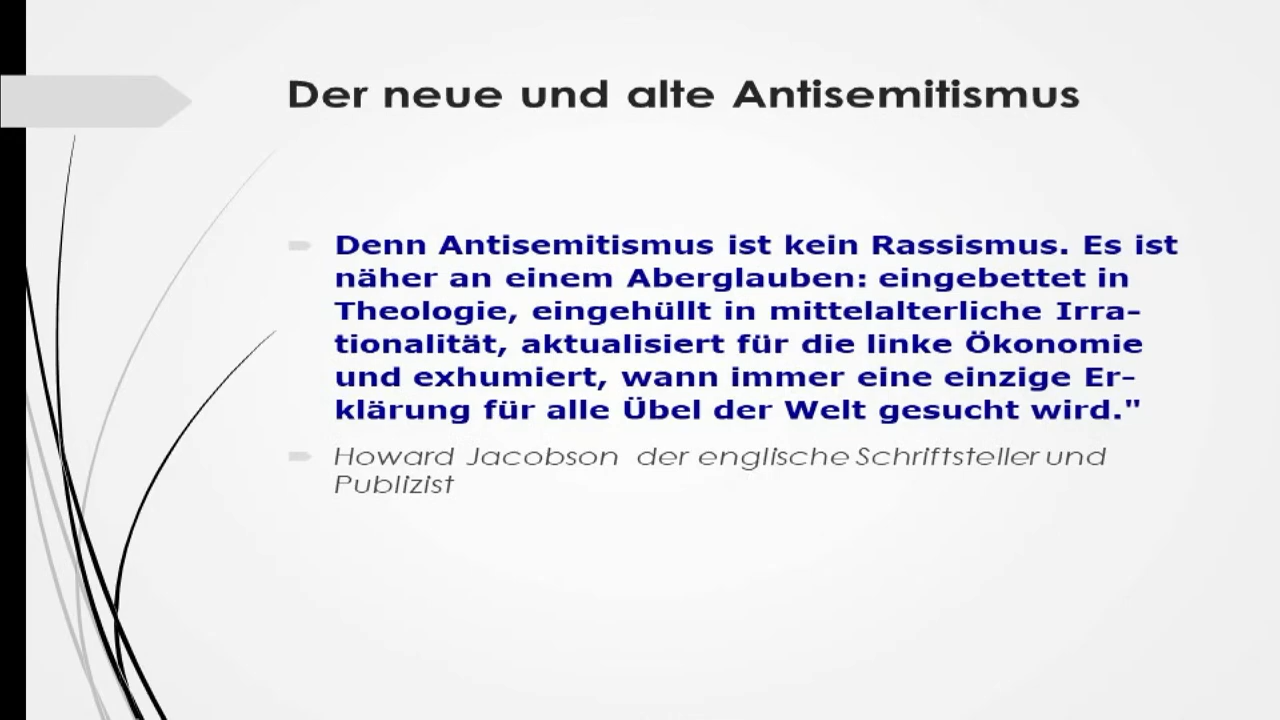 Der neue und alte Antisemitismus
Denn Antisemitismus ist kein Rassismus. Es ist
näher an einem Aberglauben: eingebettet in
Theologie, eingehüllt in mittelalterliche Irra-
tionalität, aktualisiert für die linke Ökonomie
und exhumiert, wann immer eine einzige Er-
klärung für alle Übel der Welt gesucht wird."
Howard Jacobson der englische Schriftsteller und
Publizist